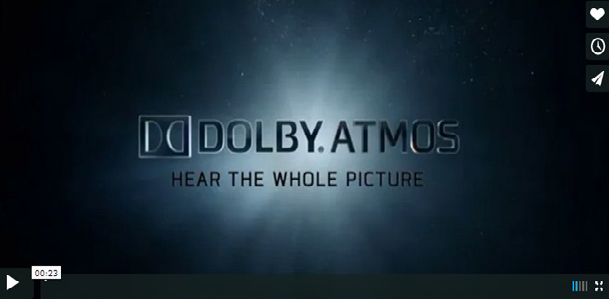 DOLBY. ATMOS
HEAR THE WHOLE PICTURE
00:23